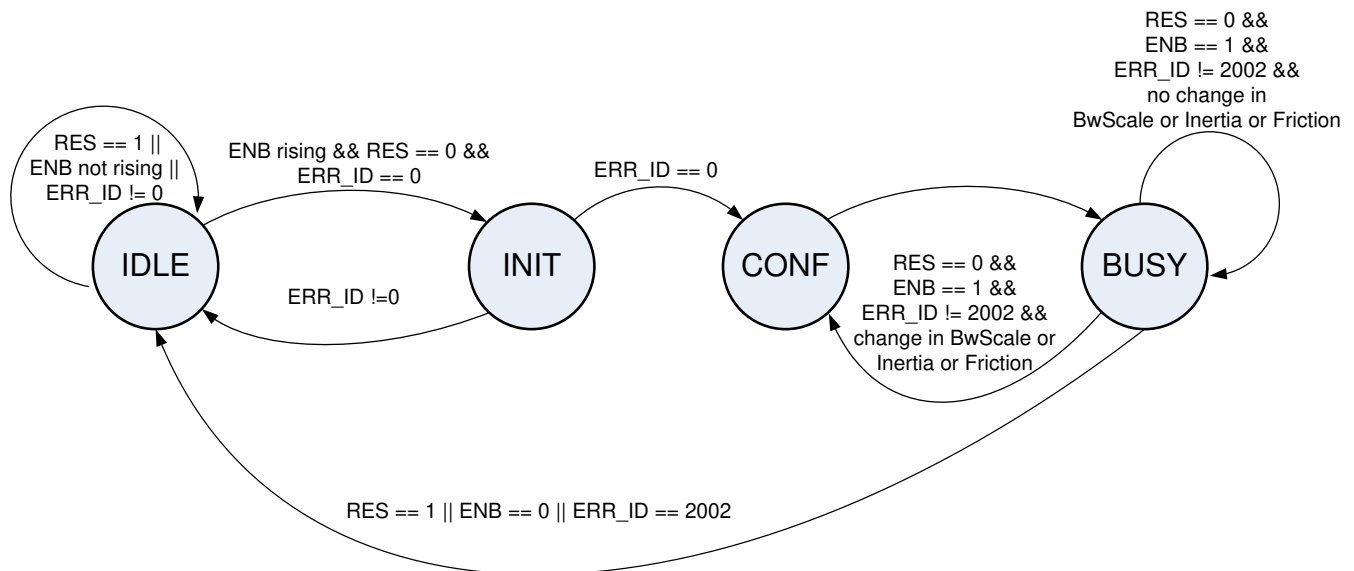 RES == 0 &&
ENB == 1 &&
ERR_ID != 2002 &&
no change in
BwScale or Inertia or Friction
RES == 1 ||
ENB not rising ||
ERR_ID != 0
ENB rising && RES == 0 &&
ERR_ID == 0
ERR_ID == 0
IDLE
INIT
CONF
BUSY
RES == 0 &&
ENB == 1 &&
ERR_ID != 2002 &&
change in BwScale or
Inertia or Friction
ERR_ID !=0
RES == 1 || ENB == 0 || ERR_ID == 2002